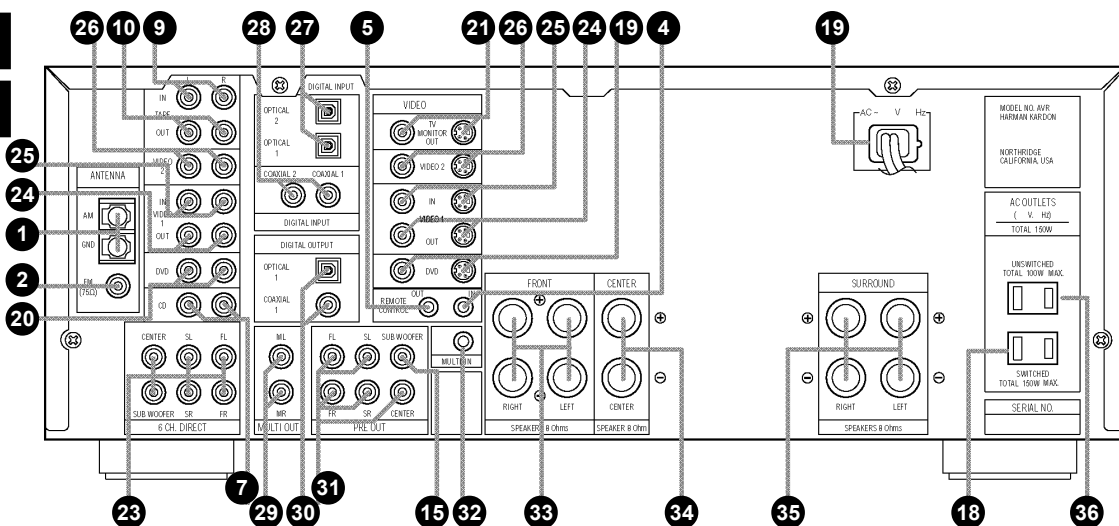 26 10 9 28 27 5 21 26 25 24 19 4 19
L R
DIGITAL INPUT
VIDEO
AC ~ V Hz
MODEL NO. AVR
HARMAN KARDON
NORTHRIDGE
CALIFORNIA, USA
IN
TAPE
OUT
OPTICAL
2
OPTICAL
1
TV
MONITOR
OUT
VIDEO 2
VIDEO
2
COAXIAL 2 COAXIAL 1
DIGITAL INPUT
25
ANTENNA
24
AM
1
GND
2
FM
(75Ω)
20
IN
VIDEO
1
OUT
DVD
CD
DIGITAL OUTPUT
OPTICAL
1
COAXIAL
1
IN
VIDEO 1
OUT
DVD
OUT IN
REMOTE
CONTROL
AC OUTLETS
( V. Hz)
TOTAL 150W
UNSWITCHED
TOTAL 100W MAX.
SWITCHED
TOTAL 150W MAX.
SERIAL NO.
FRONT
CENTER
SURROUND
CENTER SL FL
SUB WOOFER SR FR
6 CH. DIRECT
ML
MR
MULTI OUT
FL SL SUB WOOFER
FR SR CENTER
PRE OUT
MULTI IN
RIGHT LEFT
SPEAKERS 8 Ohms
CENTER
SPEAKER 8 Ohm
RIGHT LEFT
SPEAKERS 8 Ohms
23 7 29 30 31 15 32 33 34 35 18 36